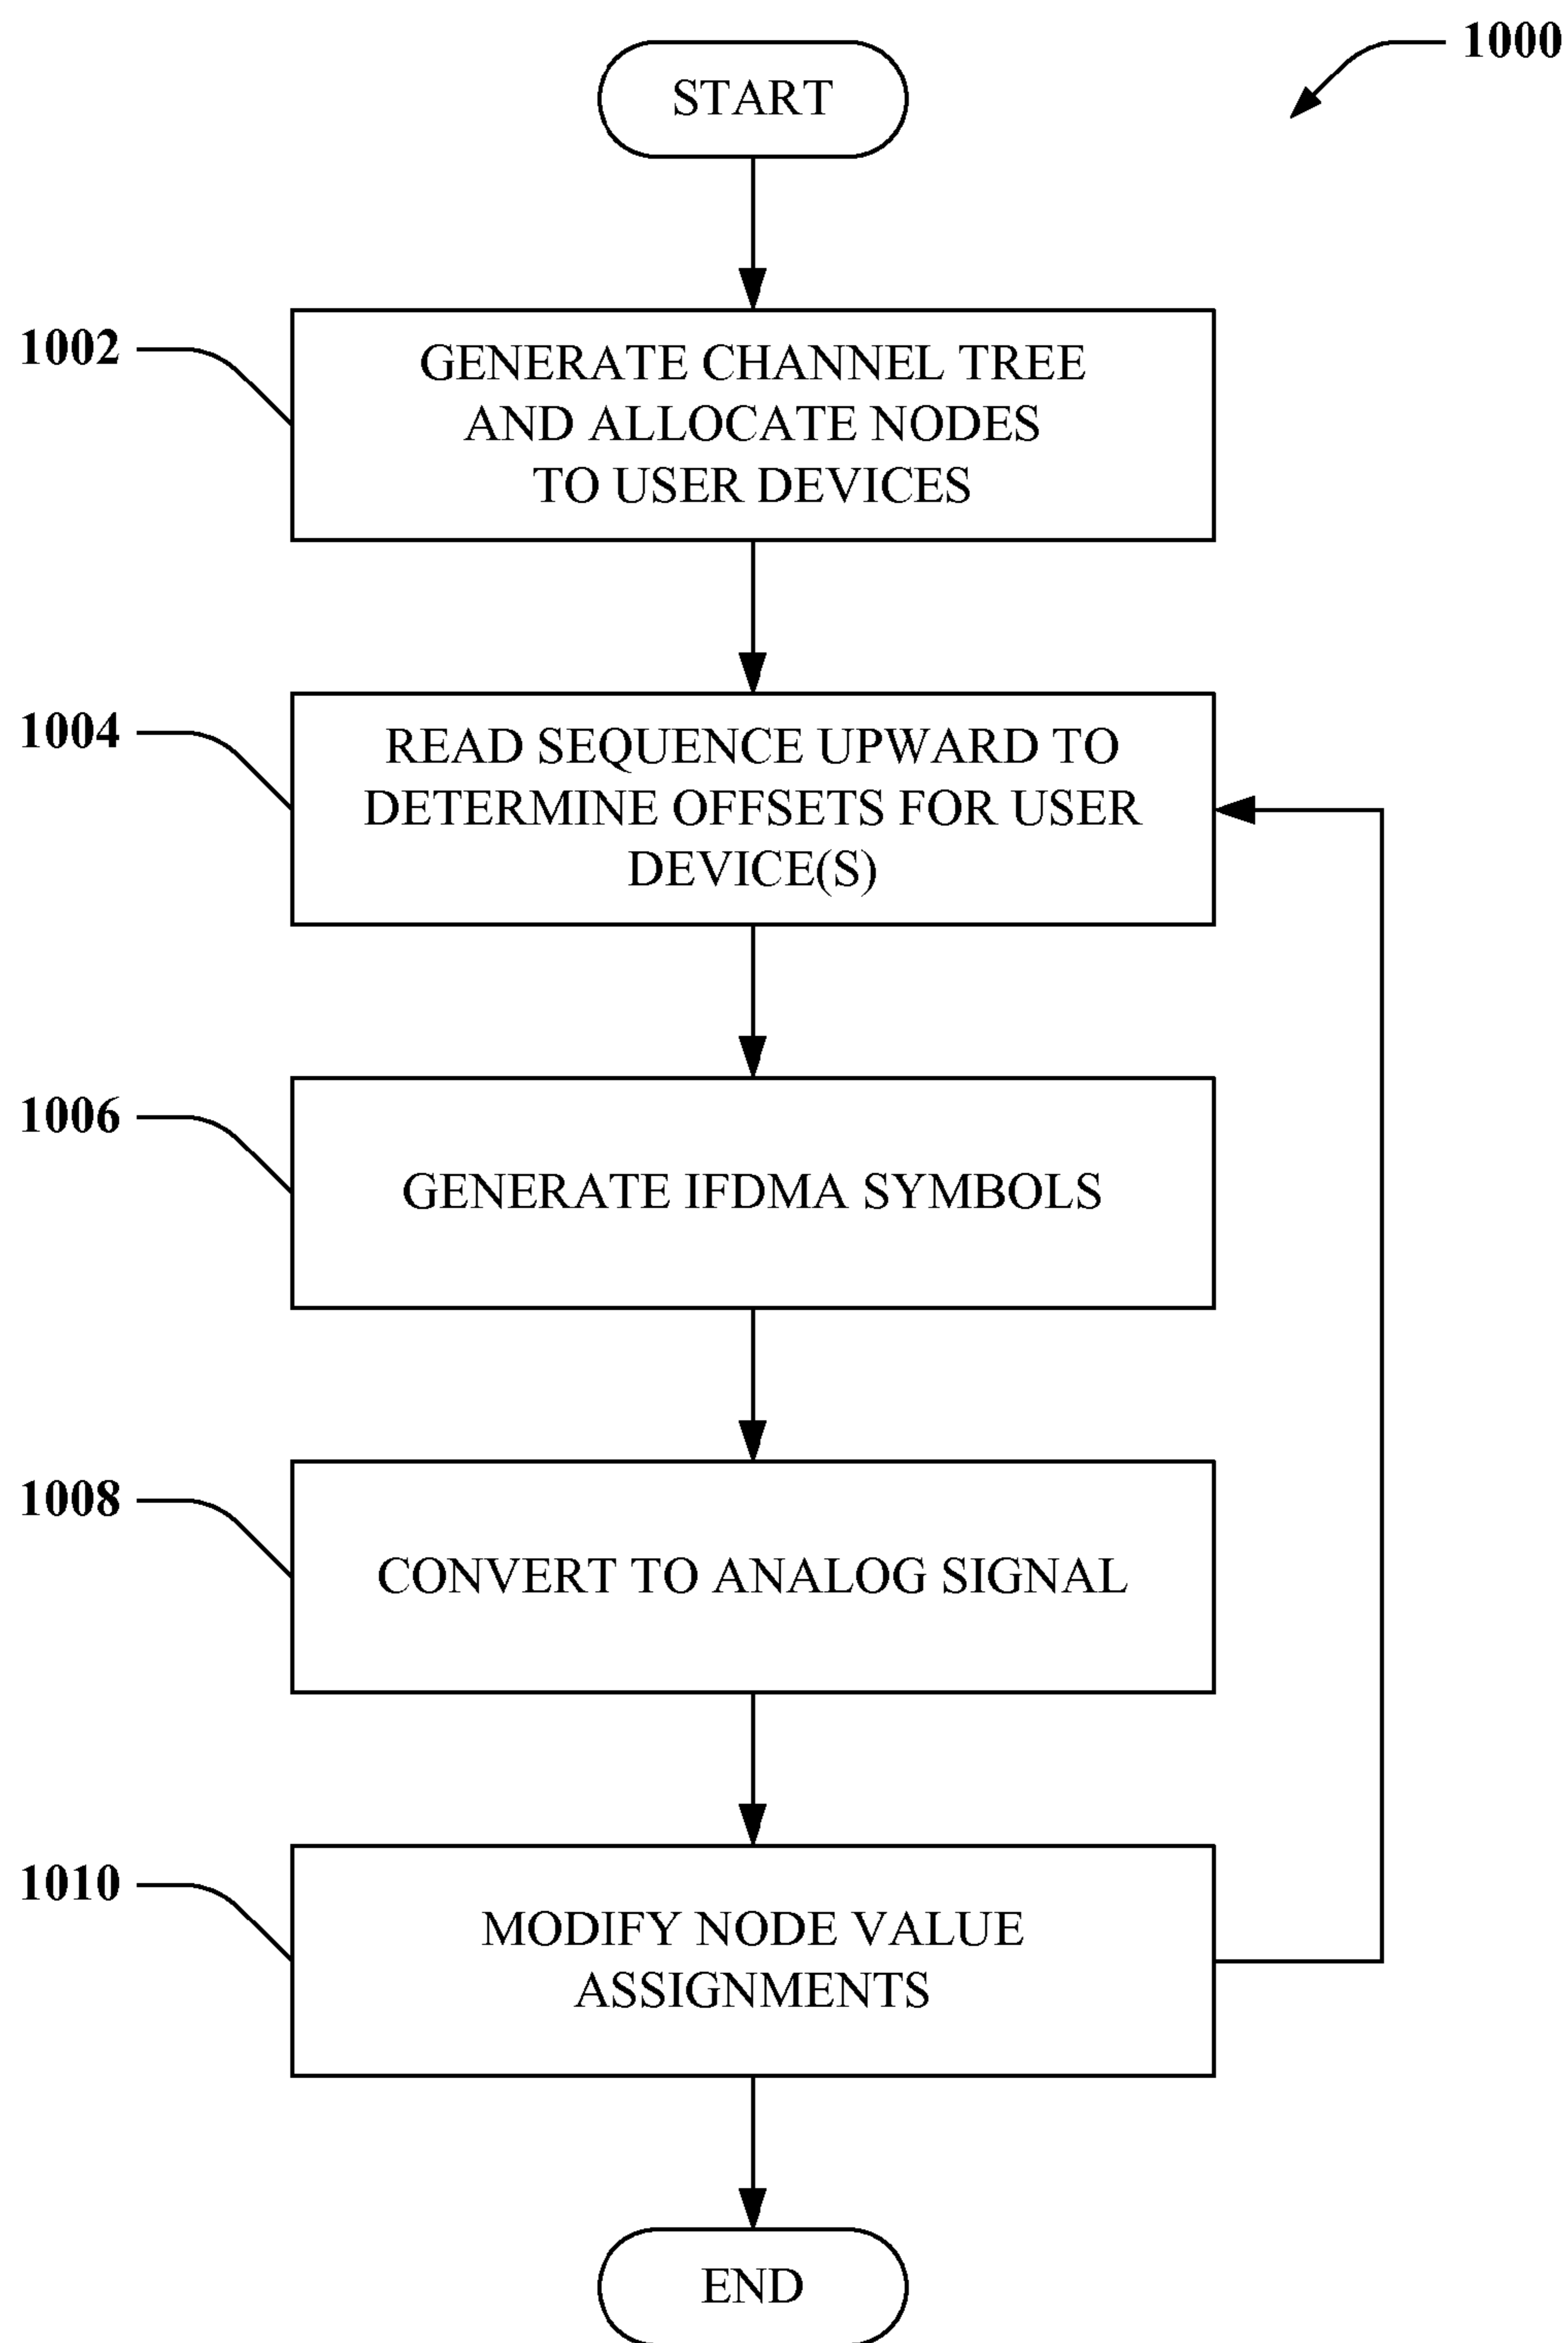 1000
START
1002
GENERATE CHANNEL TREE
AND ALLOCATE NODES
TO USER DEVICES
1004
READ SEQUENCE UPWARD TO
DETERMINE OFFSETS FOR USER
DEVICE(S)
1006
GENERATE IFDMA SYMBOLS
1008
CONVERT TO ANALOG SIGNAL
1010
MODIFY NODE VALUE
ASSIGNMENTS
END